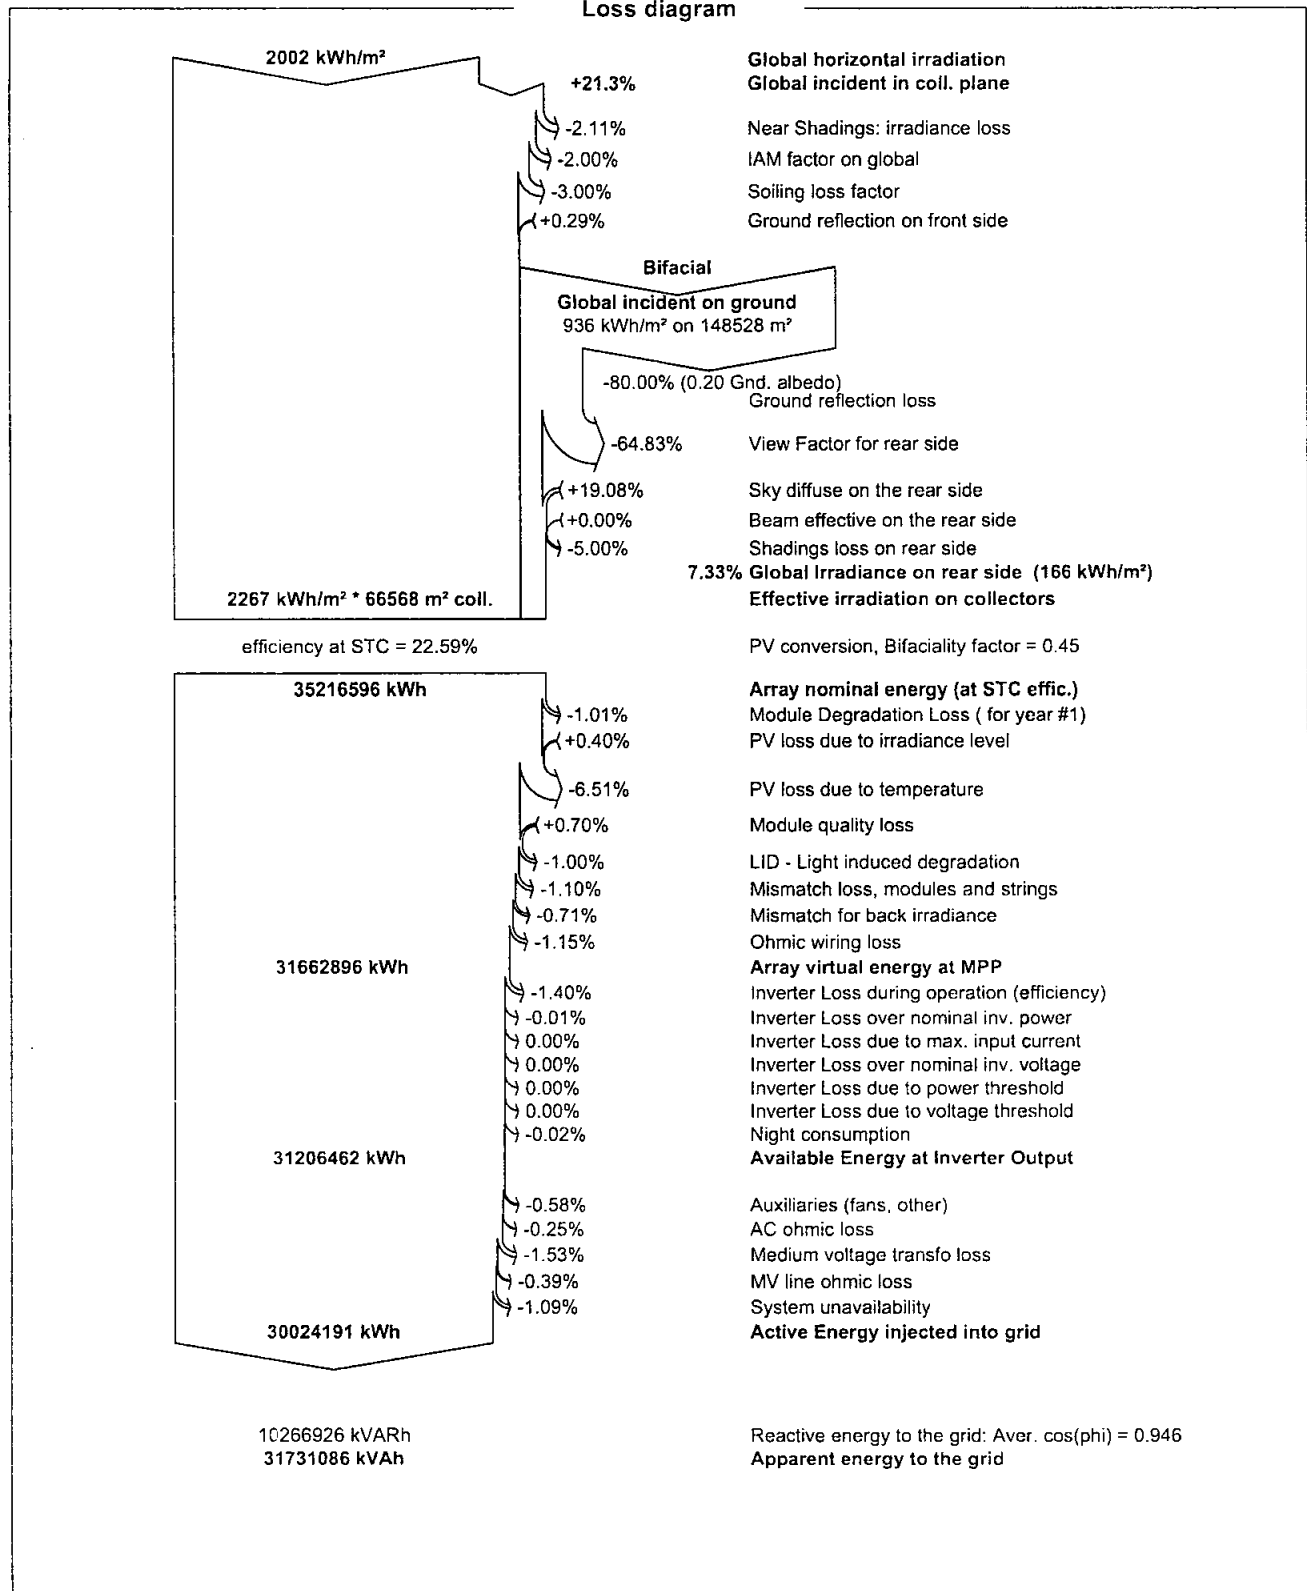 Loss diagram
2002 kWh/m² Global horizontal irradiation
+21.3% Global incident in coll. plane
-2.11% Near Shadings: irradiance loss
-2.00% IAM factor on global
-3.00% Soiling loss factor
+0.29% Ground reflection on front side
Bifacial
Global incident on ground
936 kWh/m² on 148528 m²
-80.00% (0.20 Gnd. albedo)
Ground reflection loss
-64.83% View Factor for rear side
+19.08% Sky diffuse on the rear side
+0.00% Beam effective on the rear side
-5.00% Shadings loss on rear side
7.33% Global Irradiance on rear side (166 kWh/m²)
2267 kWh/m² * 66568 m² coll. Effective irradiation on collectors
efficiency at STC = 22.59% PV conversion, Bifaciality factor = 0.45
35216596 kWh Array nominal energy (at STC effic.)
-1.01% Module Degradation Loss ( for year #1)
+0.40% PV loss due to irradiance level
-6.51% PV loss due to temperature
+0.70% Module quality loss
-1.00% LID - Light induced degradation
-1.10% Mismatch loss, modules and strings
-0.71% Mismatch for back irradiance
-1.15% Ohmic wiring loss
31662896 kWh Array virtual energy at MPP
-1.40% Inverter Loss during operation (efficiency)
-0.01% Inverter Loss over nominal inv. power
0.00% Inverter Loss due to max. input current
0.00% Inverter Loss over nominal inv. voltage
0.00% Inverter Loss due to power threshold
0.00% Inverter Loss due to voltage threshold
-0.02% Night consumption
31206462 kWh Available Energy at Inverter Output
-0.58% Auxiliaries (fans, other)
-0.25% AC ohmic loss
-1.53% Medium voltage transfo loss
-0.39% MV line ohmic loss
-1.09% System unavailability
30024191 kWh Active Energy injected into grid
10266926 kVARh Reactive energy to the grid: Aver. cos(phi) = 0.946
31731086 kVAh Apparent energy to the grid